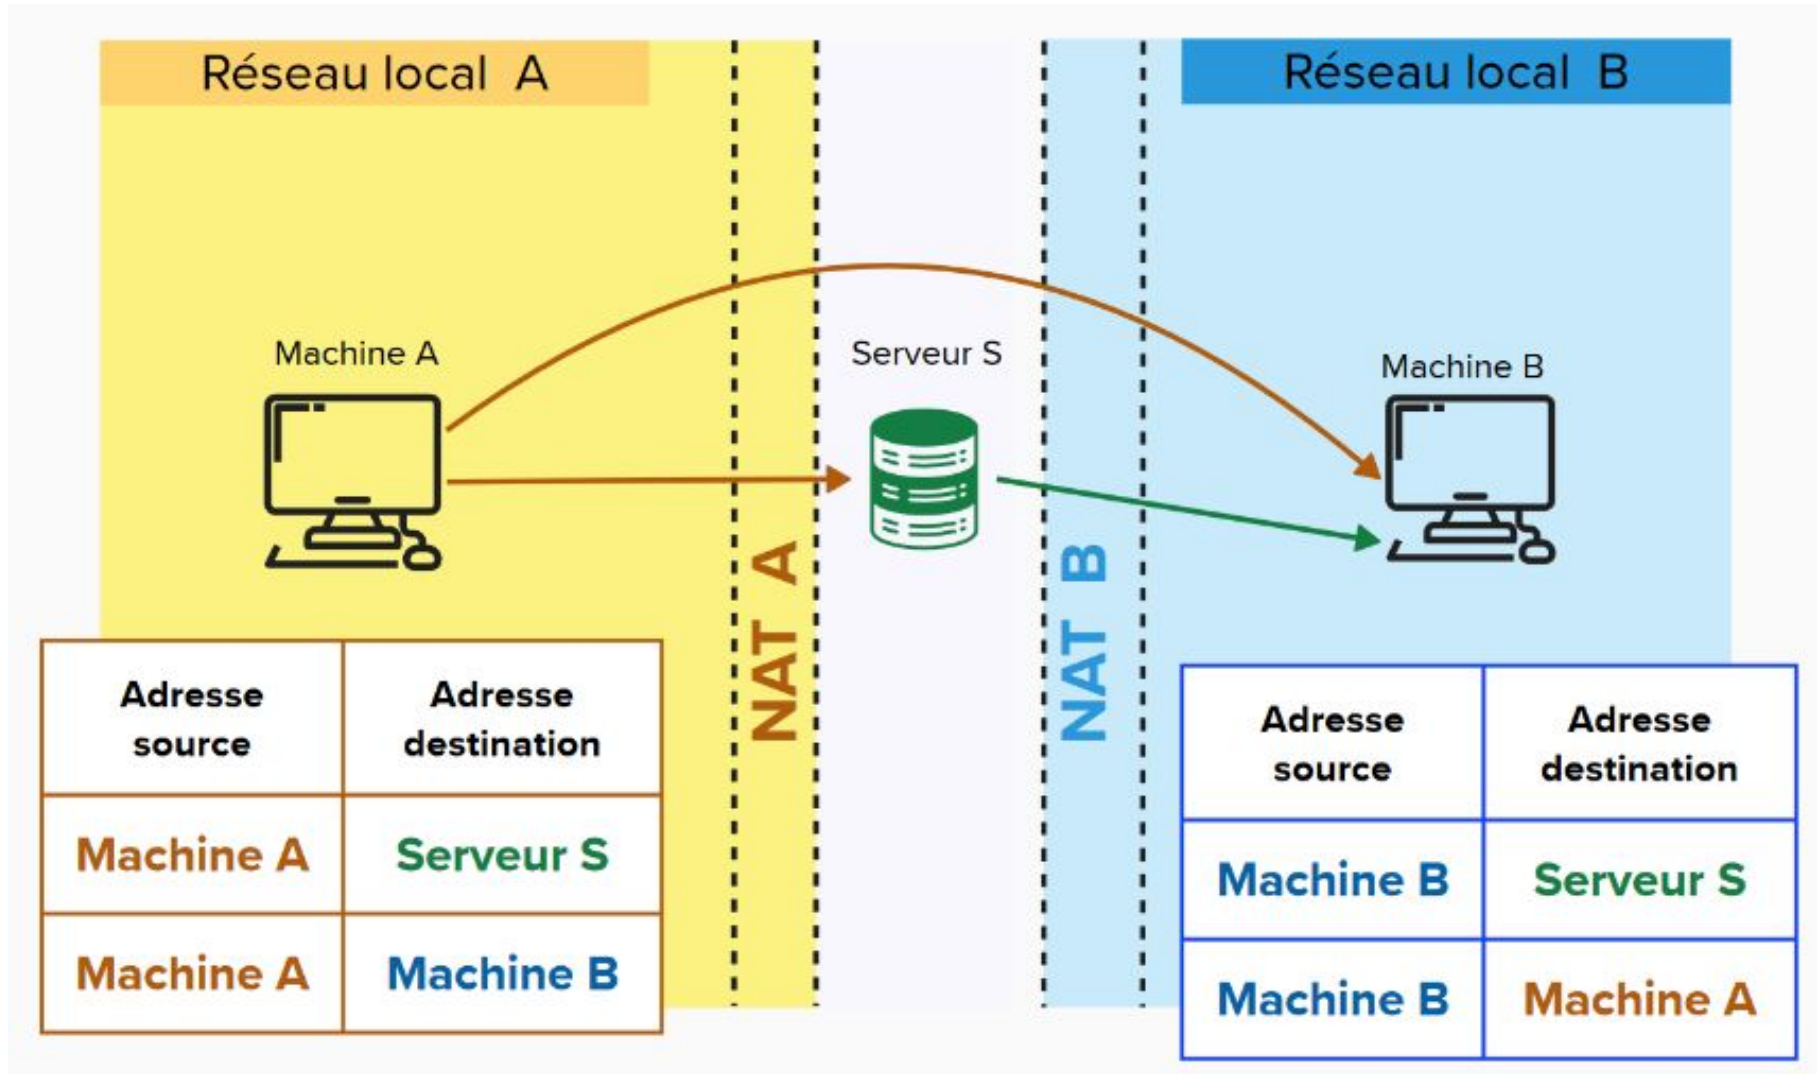 Réseau local A
Réseau local B
Machine A
Serveur S
Machine B
NAT A
NAT B
Adresse source
Adresse destination
Machine A
Serveur S
Machine A
Machine B
Adresse source
Adresse destination
Machine B
Serveur S
Machine B
Machine A